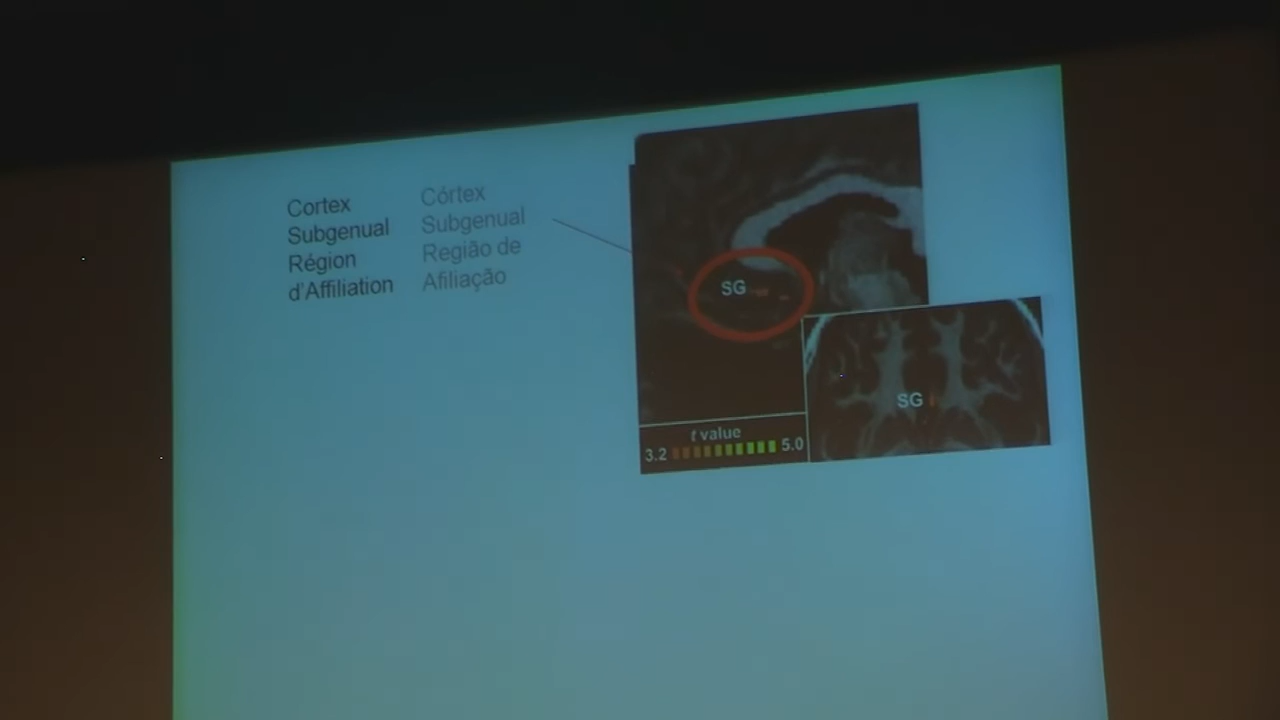 Cortex
Subgenual
Région
d'Affiliation
Córtex
Subgenual
Região de
Afiliação
SG
SG
t value
3.2
5.0